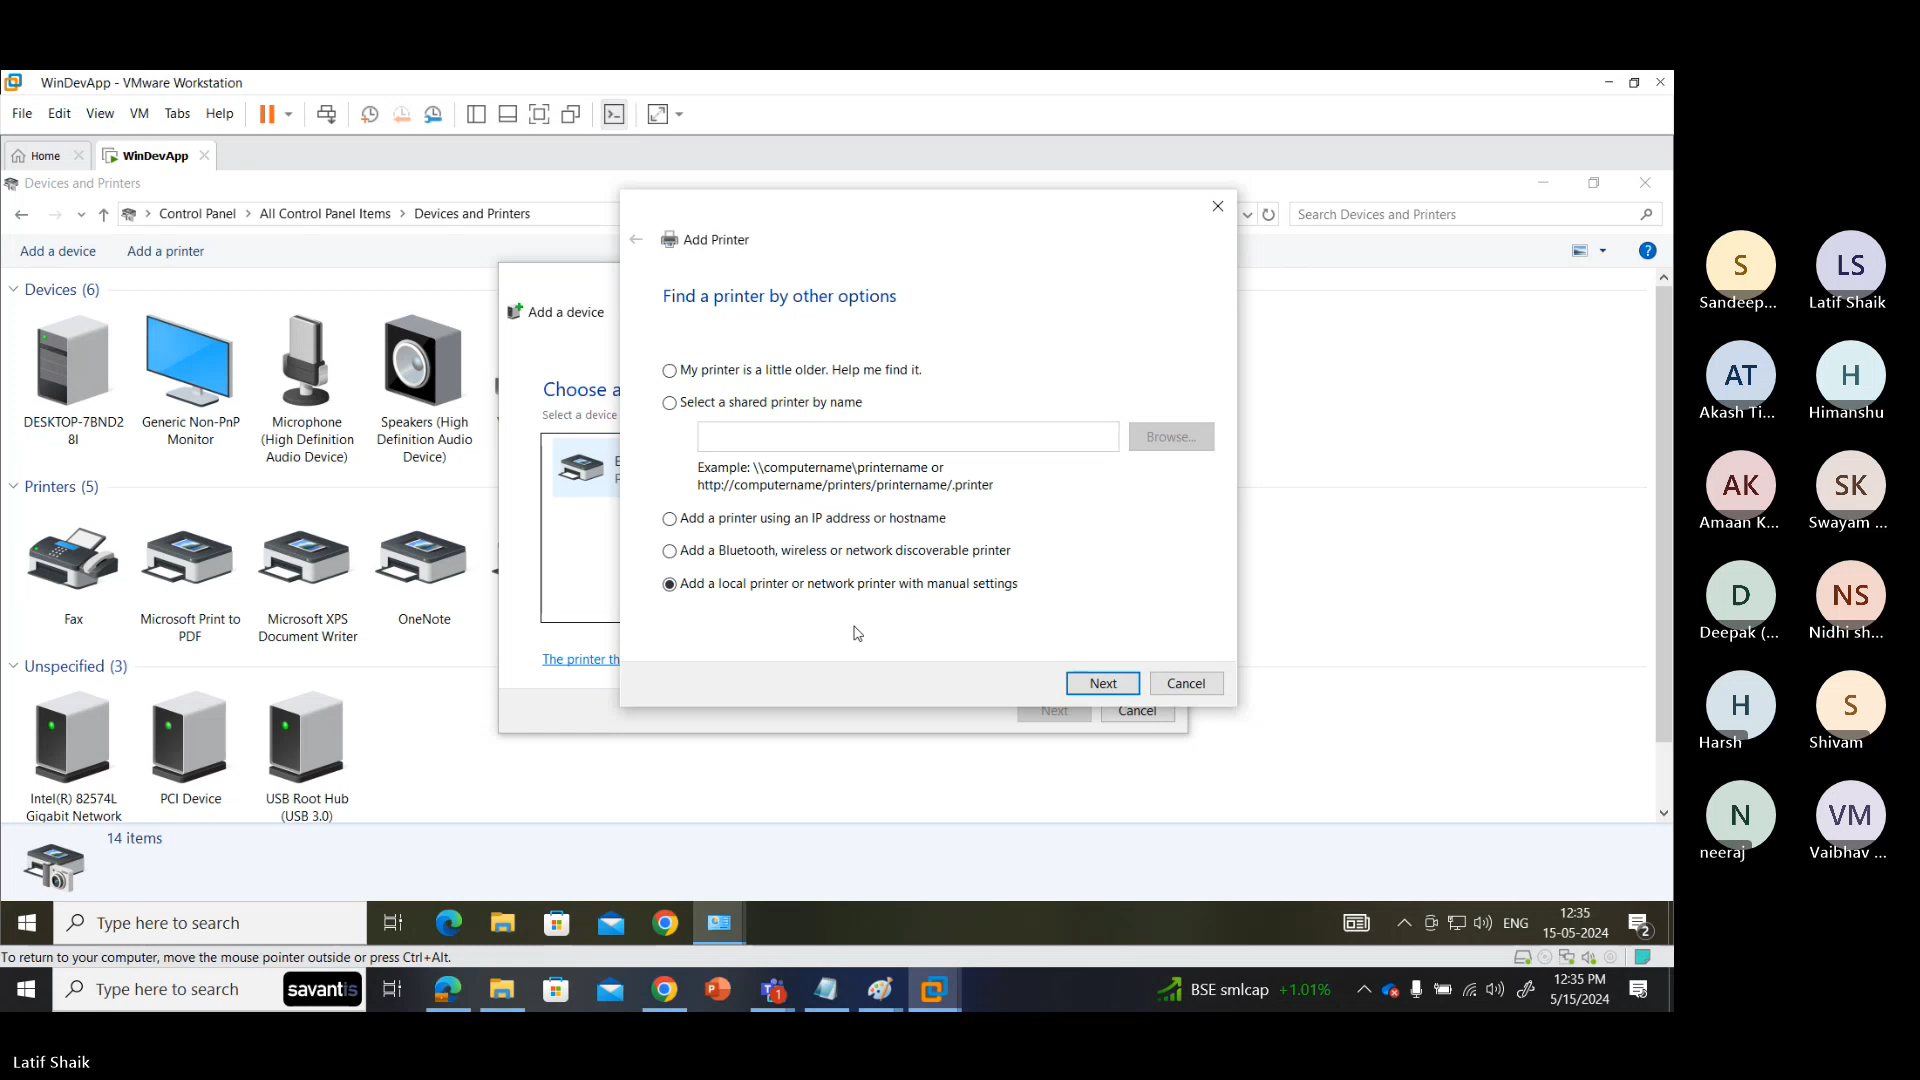 WinDevApp - VMware Workstation
File Edit View VM Tabs Help
Home
WinDevApp
Devices and Printers
Control Panel > All Control Panel Items > Devices and Printers
Search Devices and Printers
Add a device
Add a printer
Devices (6)
DESKTOP-7BND2
8I
Generic Non-PnP
Monitor
Microphone
(High Definition
Audio Device)
Speakers (High
Definition Audio
Device)
Printers (5)
Fax
Microsoft Print to
PDF
Microsoft XPS
Document Writer
OneNote
Unspecified (3)
Intel(R) 82574L
Gigabit Network
PCI Device
USB Root Hub
(USB 3.0)
14 items
Add a device
Choose a
Select a device
The printer th
Next
Cancel
Add Printer
Find a printer by other options
My printer is a little older. Help me find it.
Select a shared printer by name
Browse...
Example: \\computername\printername or
http://computername/printers/printername/.printer
Add a printer using an IP address or hostname
Add a Bluetooth, wireless or network discoverable printer
Add a local printer or network printer with manual settings
Next
Cancel
Type here to search
ENG
12:35
15-05-2024
2
To return to your computer, move the mouse pointer outside or press Ctrl+Alt.
Type here to search
savantis
1
BSE smlcap +1.01%
12:35 PM
5/15/2024
S
Sandeep...
LS
Latif Shaik
AT
Akash Ti...
H
Himanshu
AK
Amaan K...
SK
Swayam ...
D
Deepak (...
NS
Nidhi sh...
H
Harsh
S
Shivam
N
neeraj
VM
Vaibhav ...
Latif Shaik